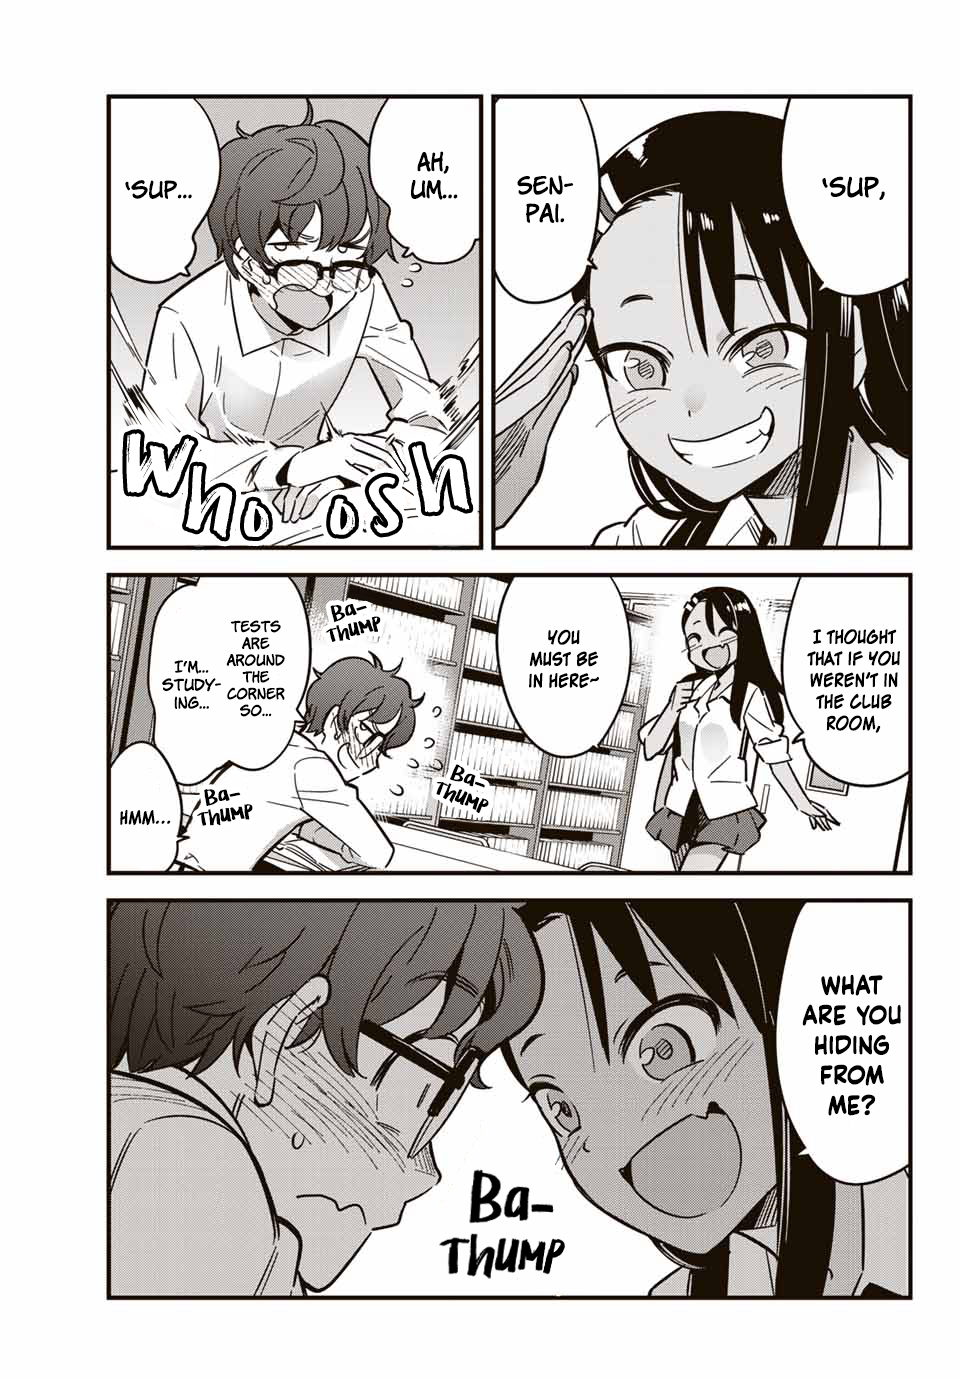 'SUP,
SEN-
PAI.
AH,
UM...
'SUP...
WHOOSH
I THOUGHT
THAT IF YOU
WEREN'T IN
THE CLUB
ROOM,
YOU
MUST BE
IN HERE~
BA-
THUMP
BA-
THUMP
TESTS
ARE
AROUND
THE
CORNER
SO...
I'M...
STUDY-
ING...
BA-
THUMP
HMM...
WHAT
ARE YOU
HIDING
FROM
ME?
BA-
THUMP